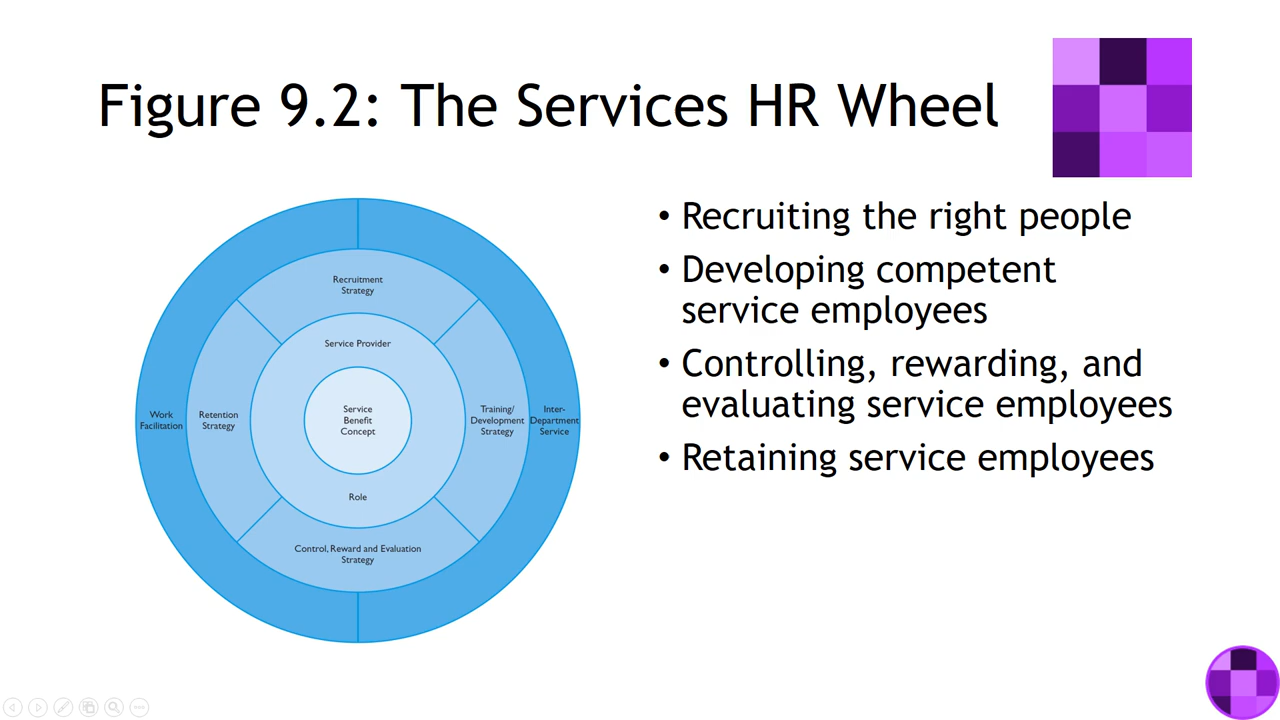 Figure 9.2: The Services HR Wheel
Recruitment
Strategy
Service Provider
Service
Benefit
Concept
Work
Facilitation
Retention
Strategy
Training/
Development
Strategy
Inter-
Department
Service
Role
Control, Reward and Evaluation
Strategy
• Recruiting the right people
• Developing competent
service employees
• Controlling, rewarding, and
evaluating service employees
• Retaining service employees